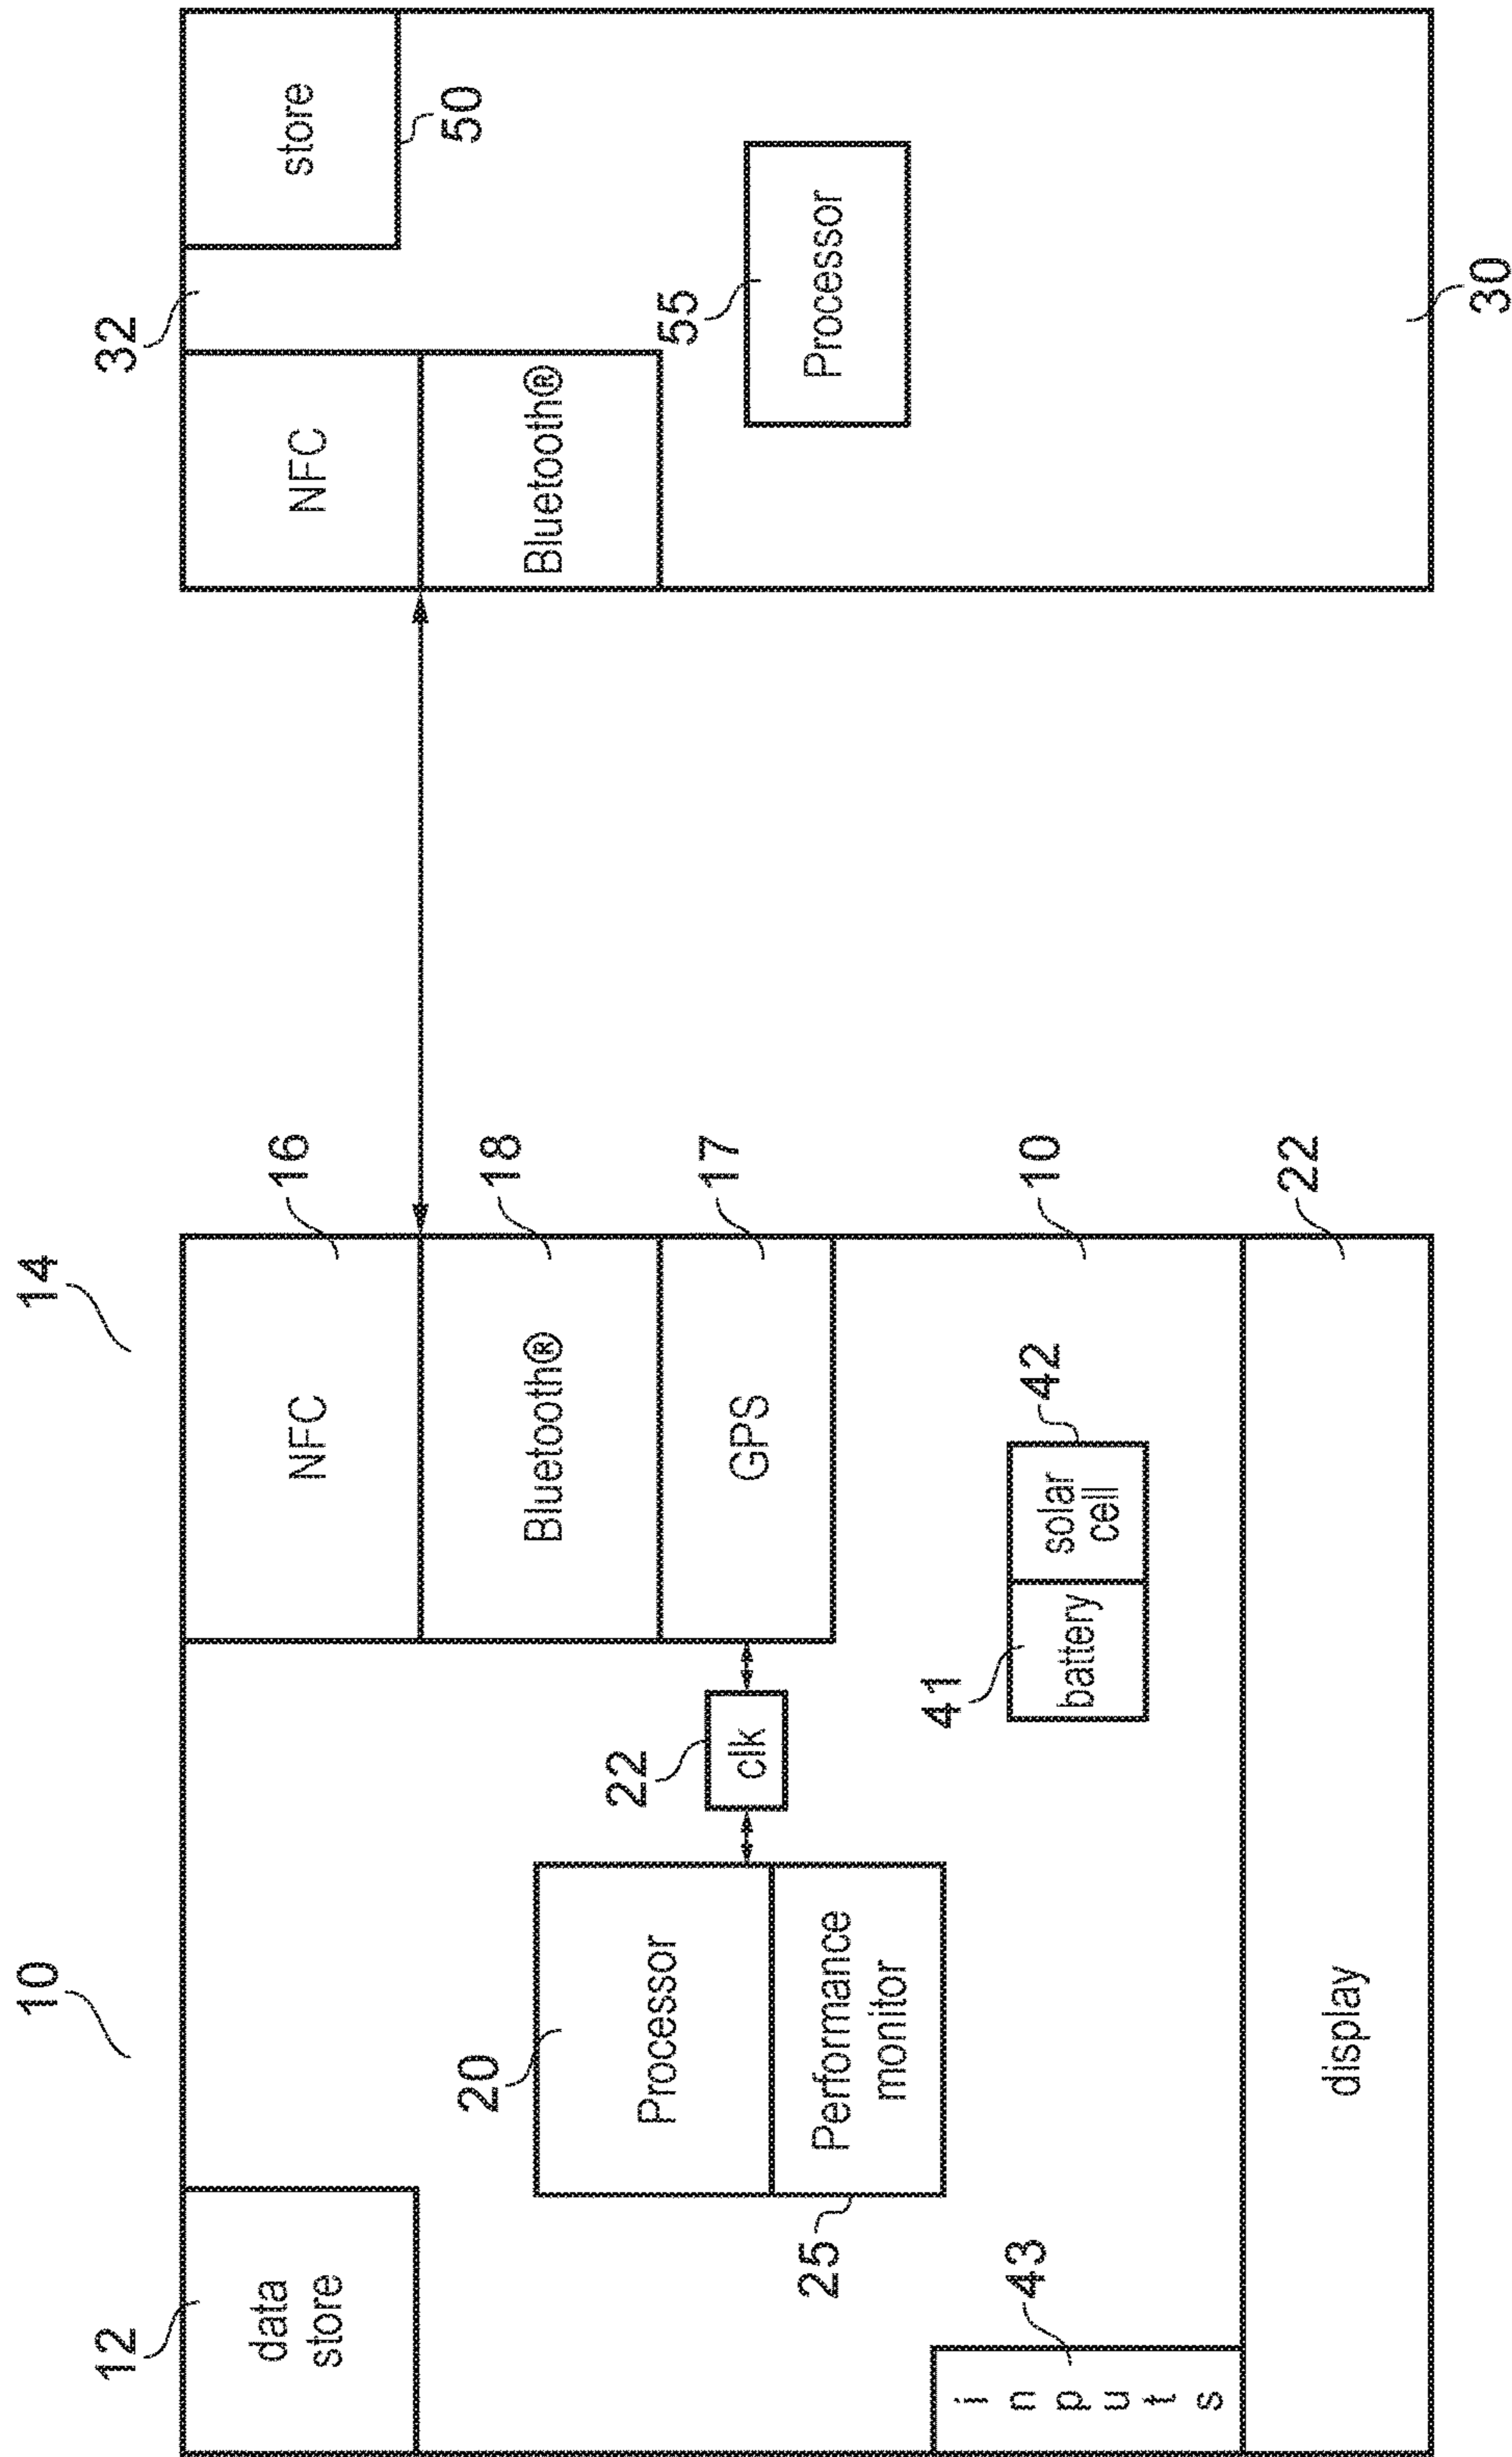 10
14
12
data
store
NFC
16
Bluetooth®
18
GPS
17
20
Processor
Performance
monitor
25
22
clk
41
battery
solar
cell
42
10
43
inputs
display
22
32
NFC
Bluetooth®
store
50
55
Processor
30